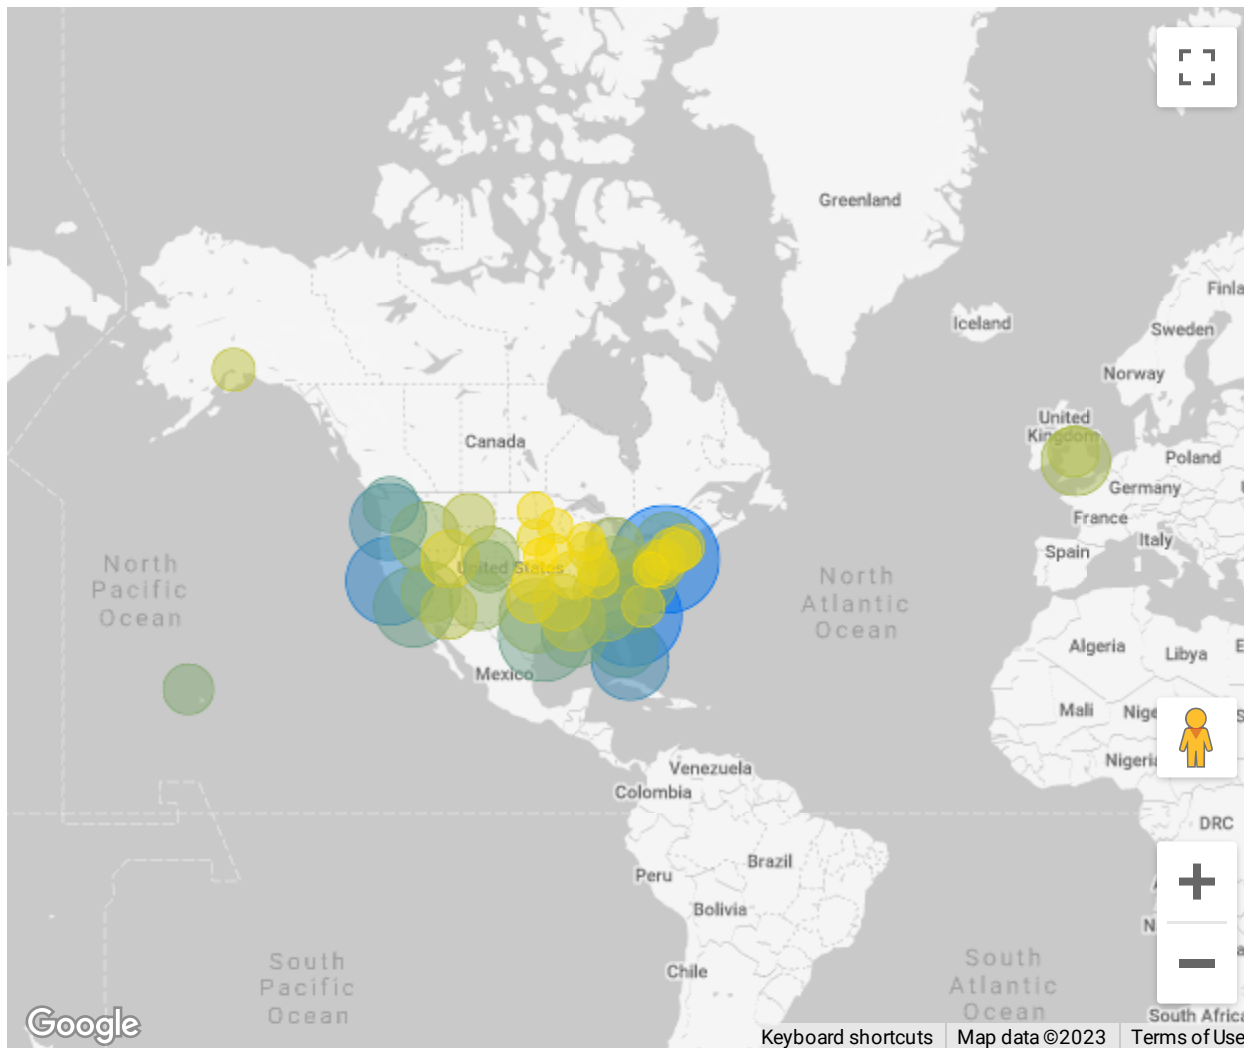 Greenland
Iceland
Finla
Sweden
Norway
United
Kingdom
Canada
Poland
Germany
France
Italy
Spain
United States
North
Pacific
Ocean
North
Atlantic
Ocean
Algeria
Libya
E
Mexico
Mali
Nige
S
Nigeria
Venezuela
Colombia
DRC
Brazil
Peru
Bolivia
N
a
Chile
South
Pacific
Ocean
South
Atlantic
Ocean
South Africa
Google
Keyboard shortcuts
Map data ©2023
Terms of Use